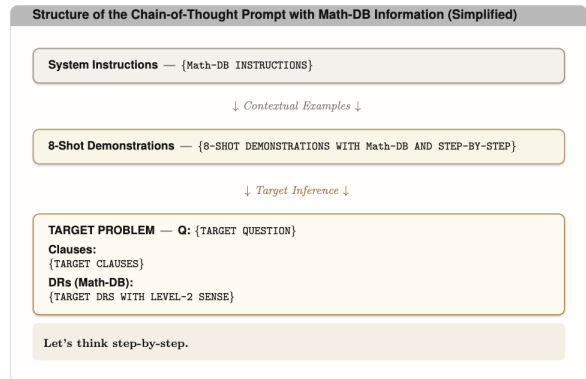 Structure of the Chain-of-Thought Prompt with Math-DB Information (Simplified)
System Instructions — {Math-DB INSTRUCTIONS}
↓ Contextual Examples ↓
8-Shot Demonstrations — {8-SHOT DEMONSTRATIONS WITH Math-DB AND STEP-BY-STEP}
↓ Target Inference ↓
TARGET PROBLEM — Q: {TARGET QUESTION}
Clauses:
{TARGET CLAUSES}
DRs (Math-DB):
{TARGET DRS WITH LEVEL-2 SENSE}
Let's think step-by-step.